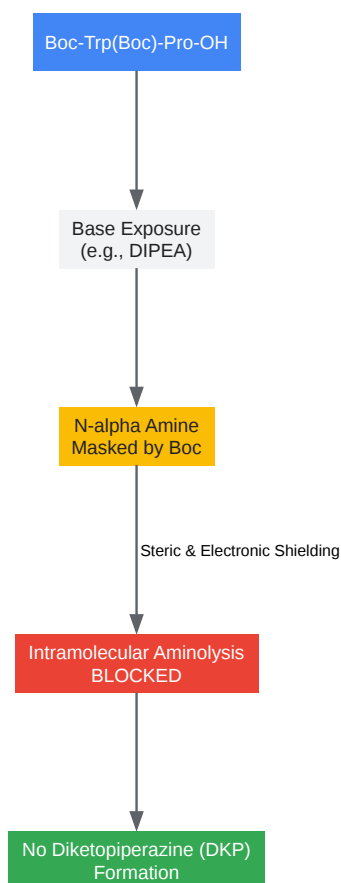 Boc-Trp(Boc)-Pro-OH
Base Exposure
(e.g., DIPEA)
N-alpha Amine
Masked by Boc
Steric & Electronic Shielding
Intramolecular Aminolysis
BLOCKED
No Diketopiperazine (DKP)
Formation